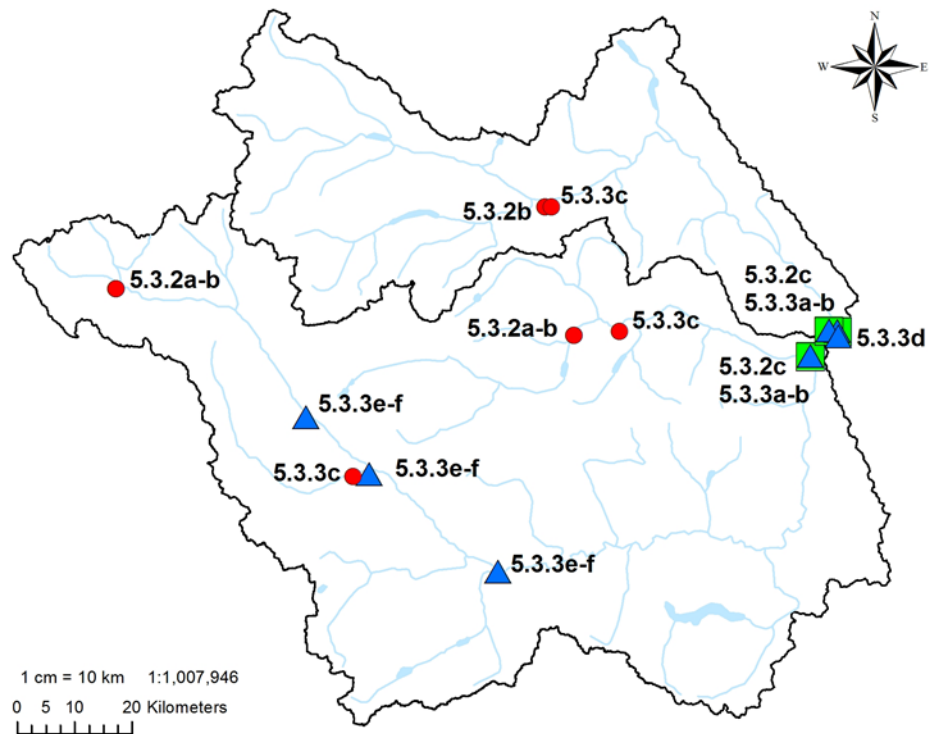 N
W E
S
5.3.2b 5.3.3c
5.3.2a-b
5.3.2c
5.3.3a-b
5.3.2a-b 5.3.3c
5.3.3d
5.3.2c
5.3.3a-b
5.3.3e-f
5.3.3c 5.3.3e-f
5.3.3e-f
1 cm = 10 km 1:1,007,946
0 5 10 20 Kilometers